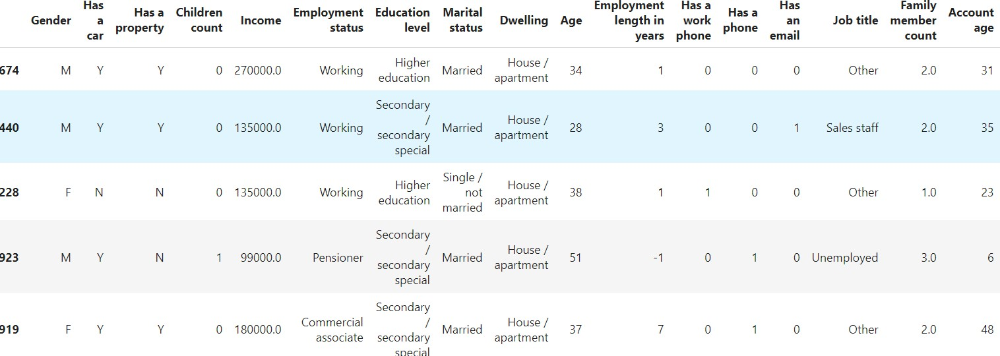 Gender Has a car Has a property Children count Income Employment status Education level Marital status Dwelling Age Employment length in years Has a work phone Has a phone Has an email Job title Family member count Account age
674 M Y Y 0 270000.0 Working Higher education Married House / apartment 34 1 0 0 0 Other 2.0 31
440 M Y Y 0 135000.0 Working Secondary / secondary special Married House / apartment 28 3 0 0 1 Sales staff 2.0 35
228 F N N 0 135000.0 Working Higher education Single / not married House / apartment 38 1 1 0 0 Other 1.0 23
923 M Y N 1 99000.0 Pensioner Secondary / secondary special Married House / apartment 51 -1 0 1 0 Unemployed 3.0 6
919 F Y Y 0 180000.0 Commercial associate Secondary / secondary special Married House / apartment 37 7 0 1 0 Other 2.0 48